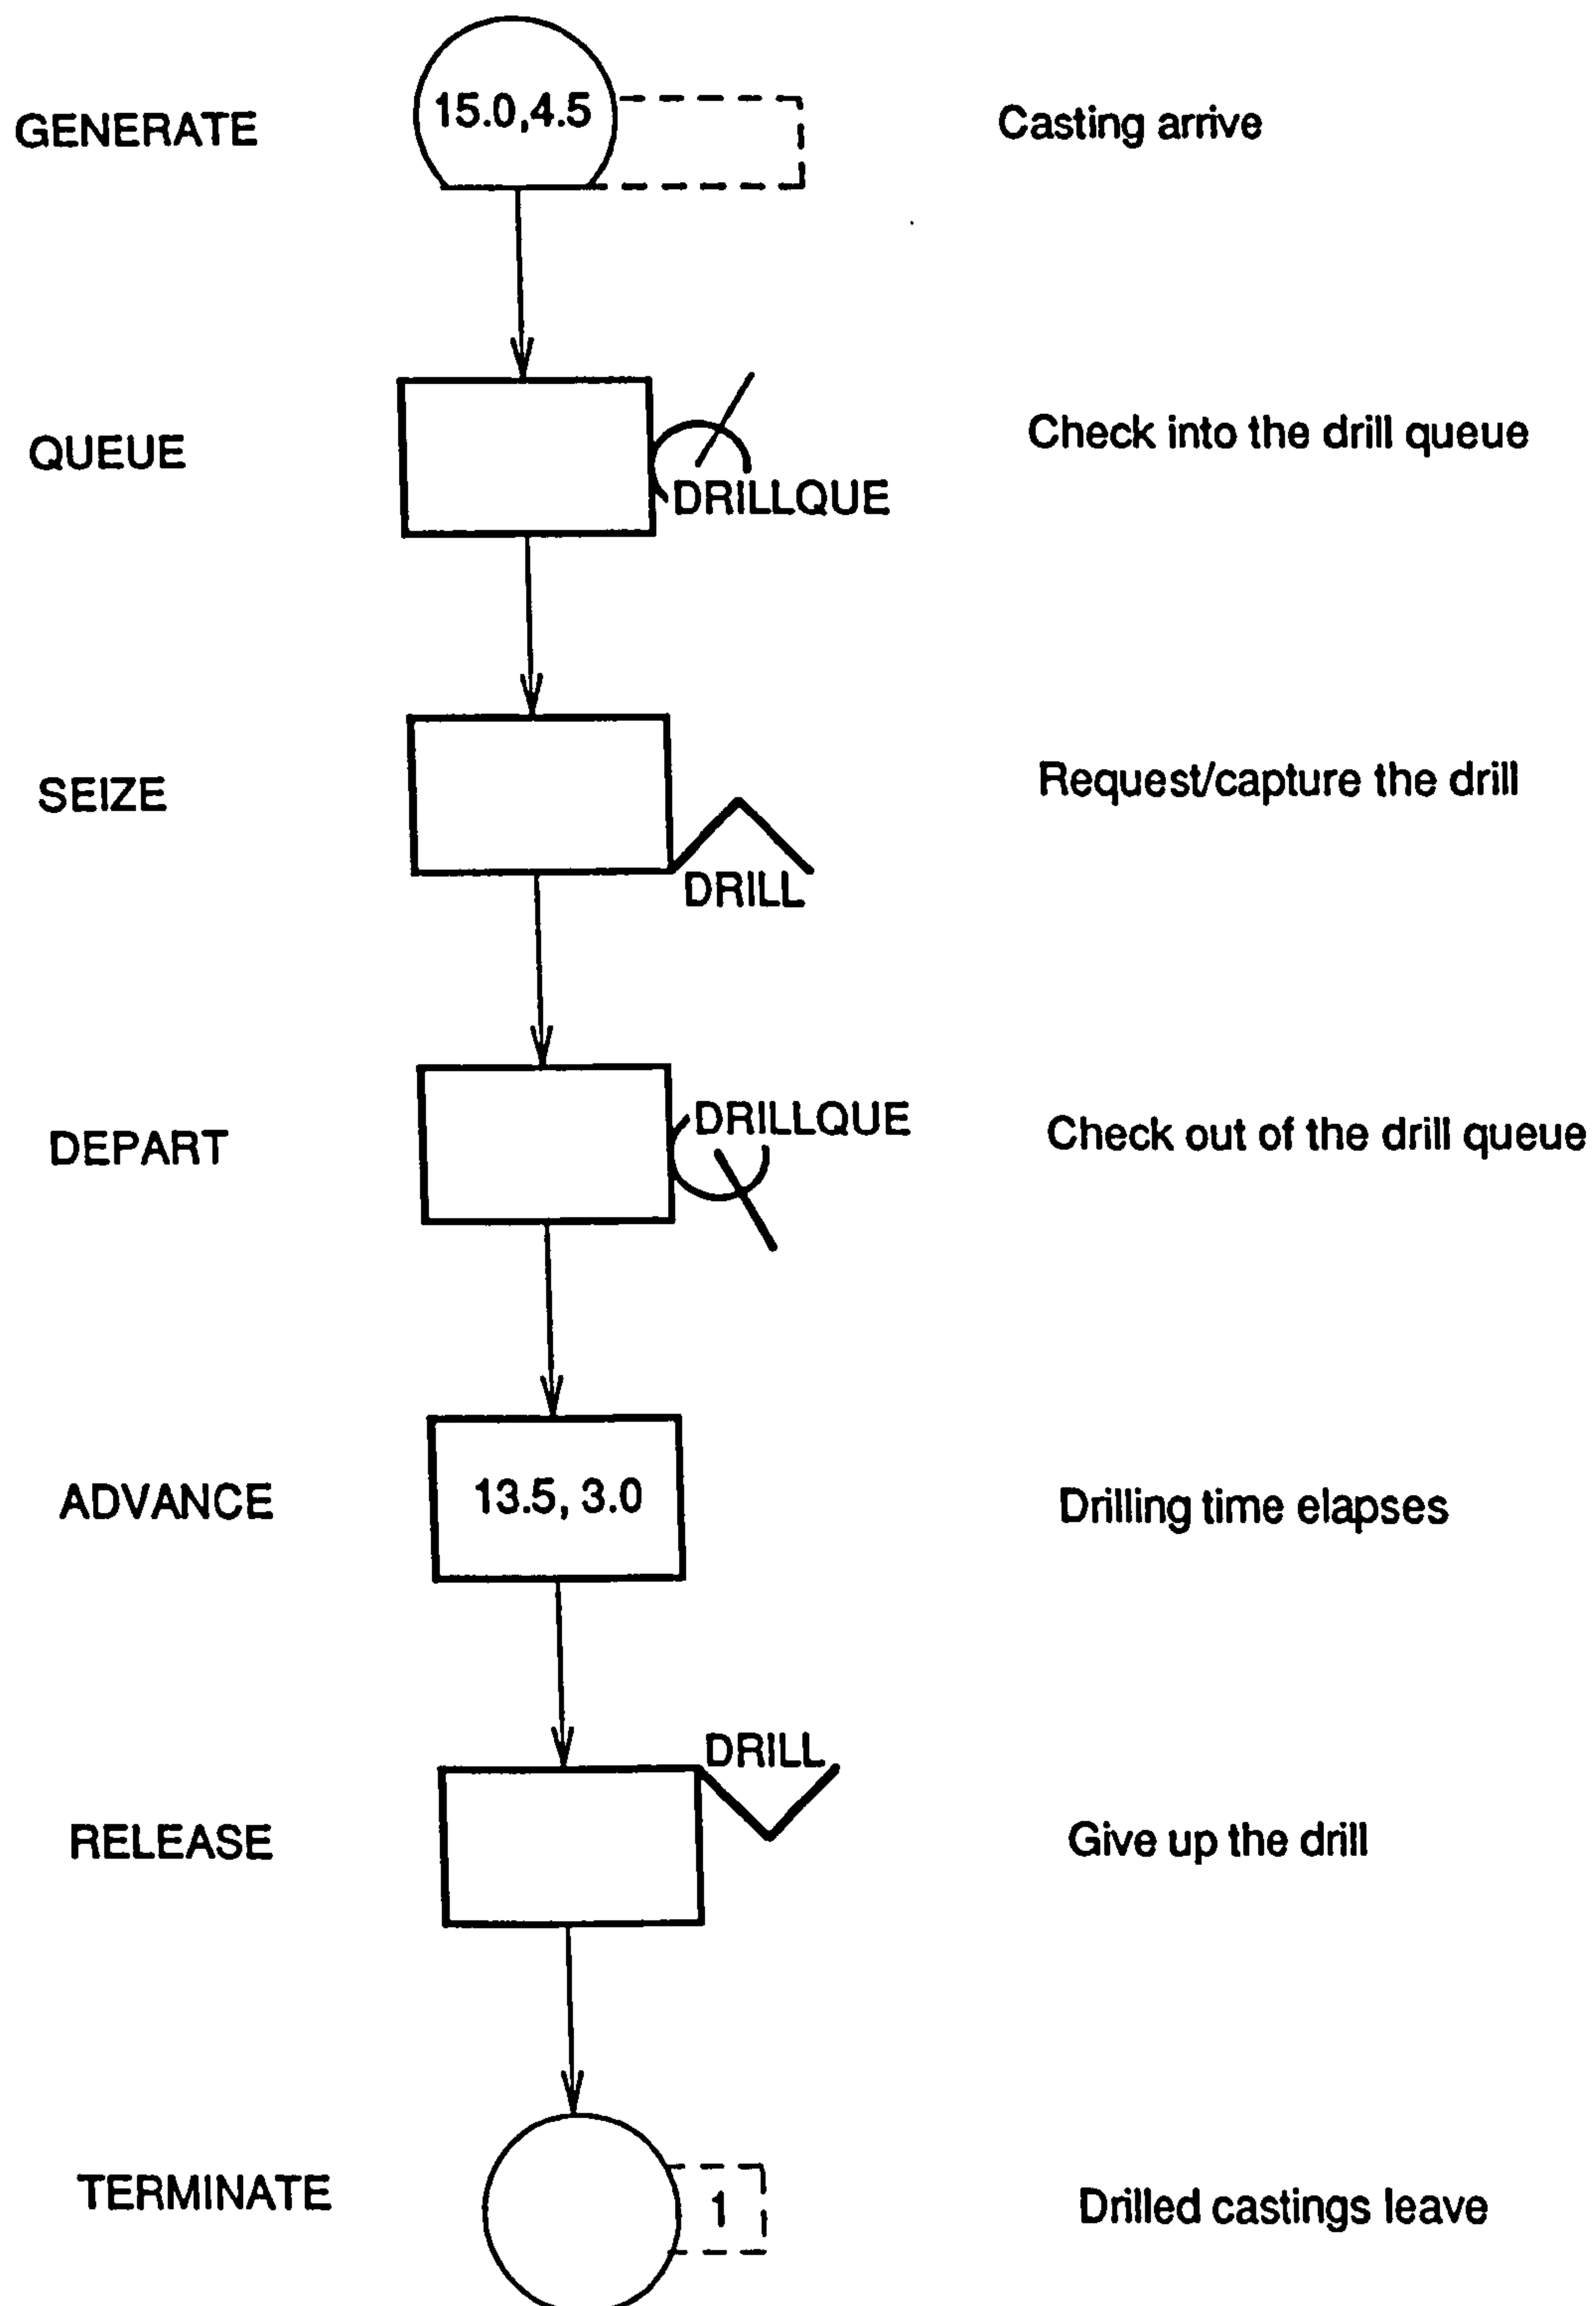 GENERATE 15.0,4.5 Casting arrive
QUEUE DRILLQUE Check into the drill queue
SEIZE DRILL Request/capture the drill
DEPART DRILLQUE Check out of the drill queue
ADVANCE 13.5, 3.0 Drilling time elapses
RELEASE DRILL Give up the drill
TERMINATE 1 Drilled castings leave